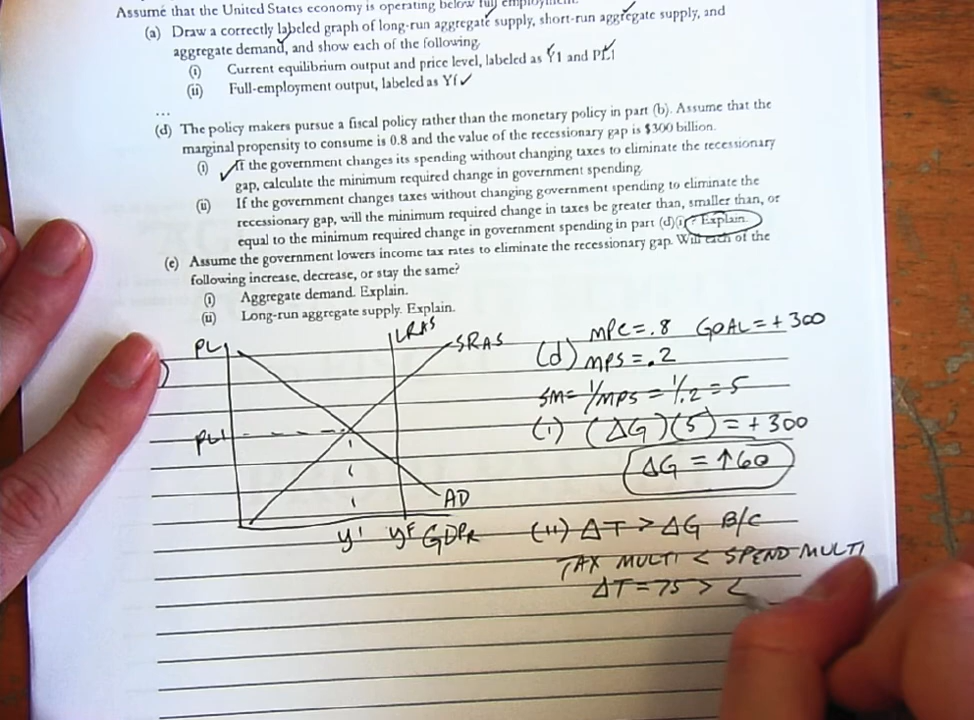 Assume that the United States economy is operating below full employment.
(a) Draw a correctly labeled graph of long-run aggregate supply, short-run aggregate supply, and
aggregate demand, and show each of the following
(i) Current equilibrium output and price level, labeled as Y1 and PL1
(ii) Full-employment output, labeled as Yf
...
(d) The policy makers pursue a fiscal policy rather than the monetary policy in part (b). Assume that the
marginal propensity to consume is 0.8 and the value of the recessionary gap is $300 billion.
(i) If the government changes its spending without changing taxes to eliminate the recessionary
gap, calculate the minimum required change in government spending.
(ii) If the government changes taxes without changing government spending to eliminate the
recessionary gap, will the minimum required change in taxes be greater than, smaller than, or
equal to the minimum required change in government spending in part (d)(i)? Explain.
(e) Assume the government lowers income tax rates to eliminate the recessionary gap. Will each of the
following increase, decrease, or stay the same?
(i) Aggregate demand. Explain.
(ii) Long-run aggregate supply. Explain.
PL
LRAS
SRAS
PL1
AD
Y1 YF GDPR
MPC = .8 GOAL = + 300
(d) MPS = .2
SM = 1/MPS = 1/.2 = 5
(i) (ΔG)(5) = + 300
ΔG = ↑60
(ii) ΔT > ΔG B/C
TAX MULTI < SPEND MULTI
ΔT = 75 >